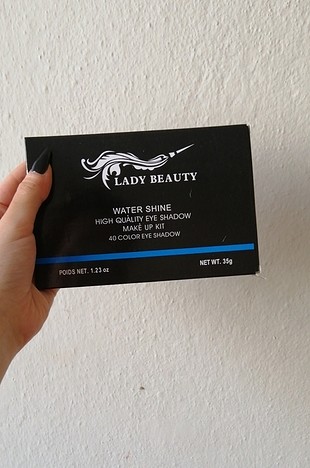 LADY BEAUTY
WATER SHINE
HIGH QUALITY EYE SHADOW
MAKE UP KIT
40 COLOR EYE SHADOW
POIDS NET. 1.23 oz
NET WT. 35g